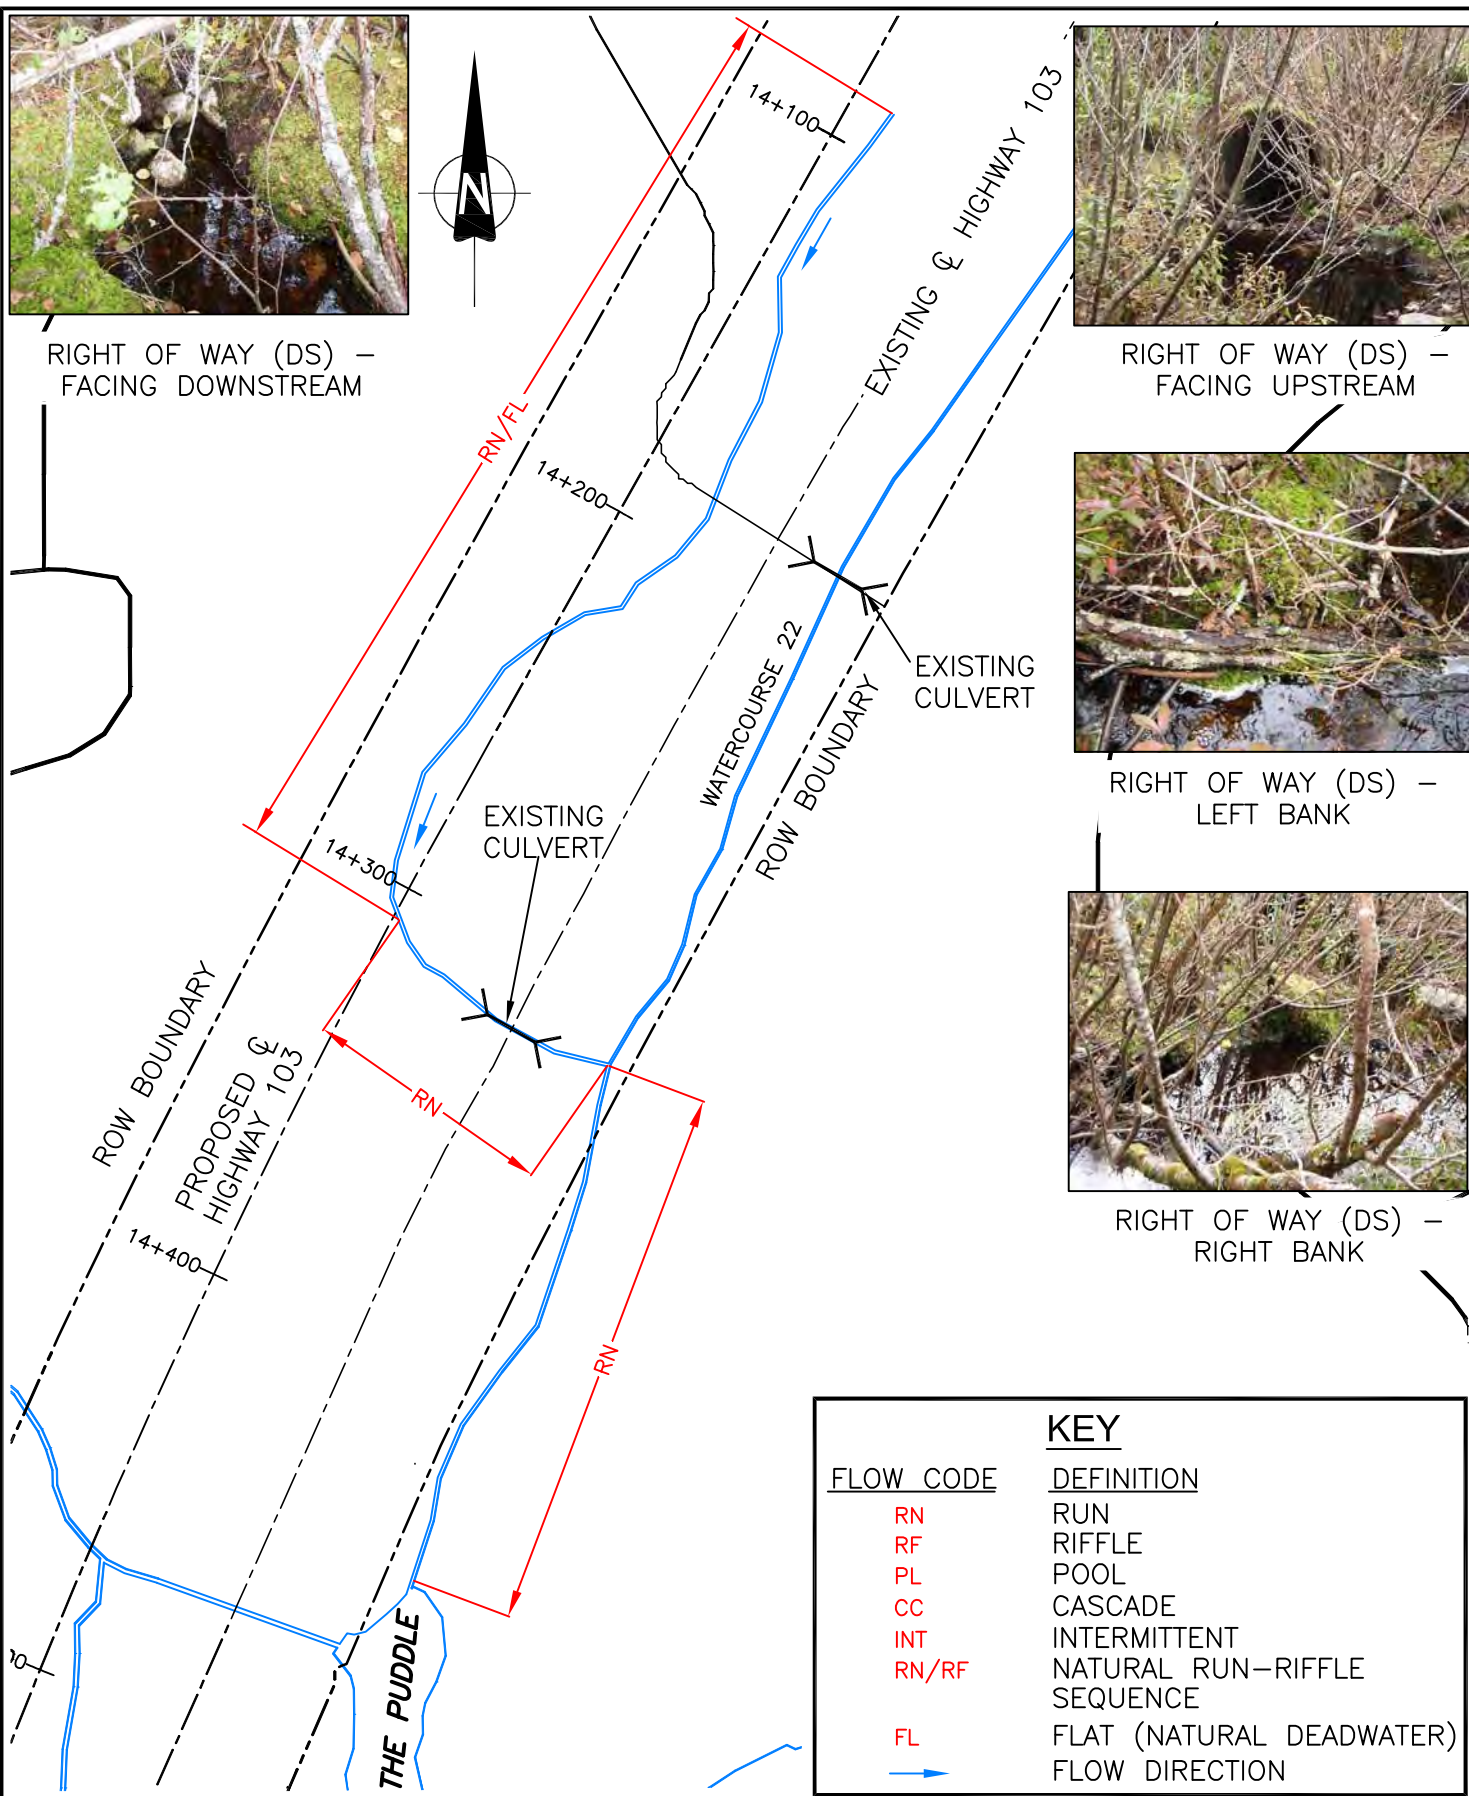 RIGHT OF WAY (DS) –
FACING DOWNSTREAM
N
14+100
EXISTING ℄ HIGHWAY 103
RIGHT OF WAY (DS) –
FACING UPSTREAM
RN/FL
14+200
EXISTING
CULVERT
WATERCOURSE 22
ROW BOUNDARY
RIGHT OF WAY (DS) –
LEFT BANK
EXISTING
CULVERT
14+300
ROW BOUNDARY
PROPOSED ℄
HIGHWAY 103
RN
14+400
RN
RIGHT OF WAY (DS) –
RIGHT BANK
THE PUDDLE
KEY
FLOW CODE DEFINITION
RN RUN
RF RIFFLE
PL POOL
CC CASCADE
INT INTERMITTENT
RN/RF NATURAL RUN–RIFFLE
SEQUENCE
FL FLAT (NATURAL DEADWATER)
FLOW DIRECTION